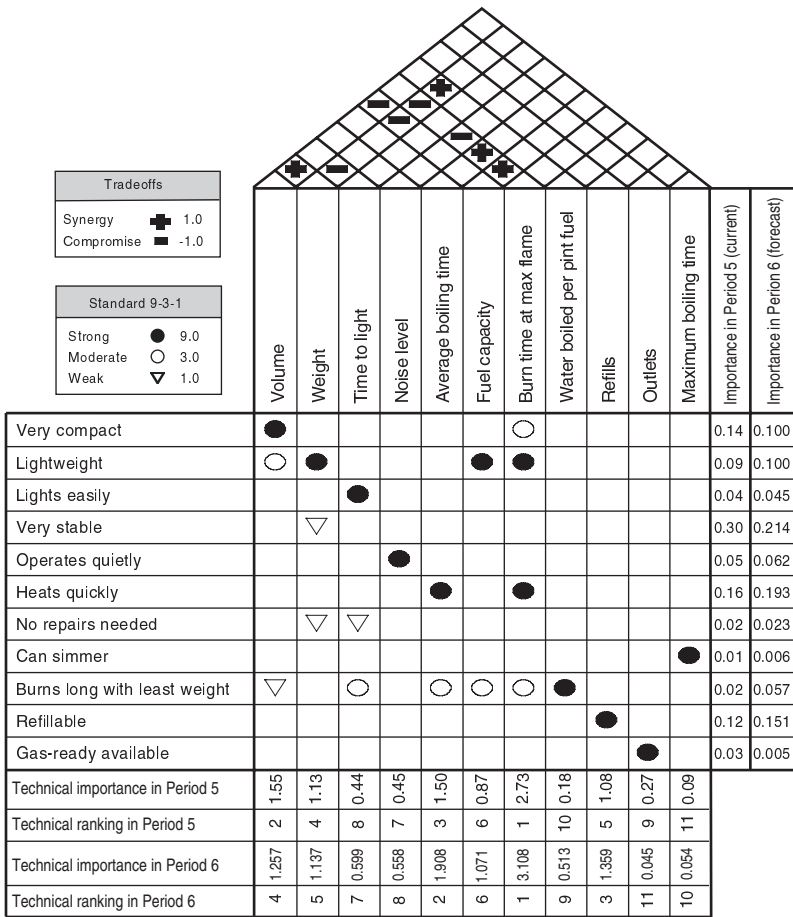 Tradeoffs
Synergy 1.0
Compromise -1.0
Standard 9-3-1
Strong 9.0
Moderate 3.0
Weak 1.0
Volume
Weight
Time to light
Noise level
Average boiling time
Fuel capacity
Burn time at max flame
Water boiled per pint fuel
Refills
Outlets
Maximum boiling time
Importance in Period 5 (current)
Importance in Perion 6 (forecast)
Very compact 0.14 0.100
Lightweight 0.09 0.100
Lights easily 0.04 0.045
Very stable 0.30 0.214
Operates quietly 0.05 0.062
Heats quickly 0.16 0.193
No repairs needed 0.02 0.023
Can simmer 0.01 0.006
Burns long with least weight 0.02 0.057
Refillable 0.12 0.151
Gas-ready available 0.03 0.005
Technical importance in Period 5 1.55 1.13 0.44 0.45 1.50 0.87 2.73 0.18 1.08 0.27 0.09
Technical ranking in Period 5 2 4 8 7 3 6 1 10 5 9 11
Technical importance in Period 6 1.257 1.137 0.599 0.558 1.908 1.071 3.108 0.513 1.359 0.045 0.054
Technical ranking in Period 6 4 5 7 8 2 6 1 9 3 11 10